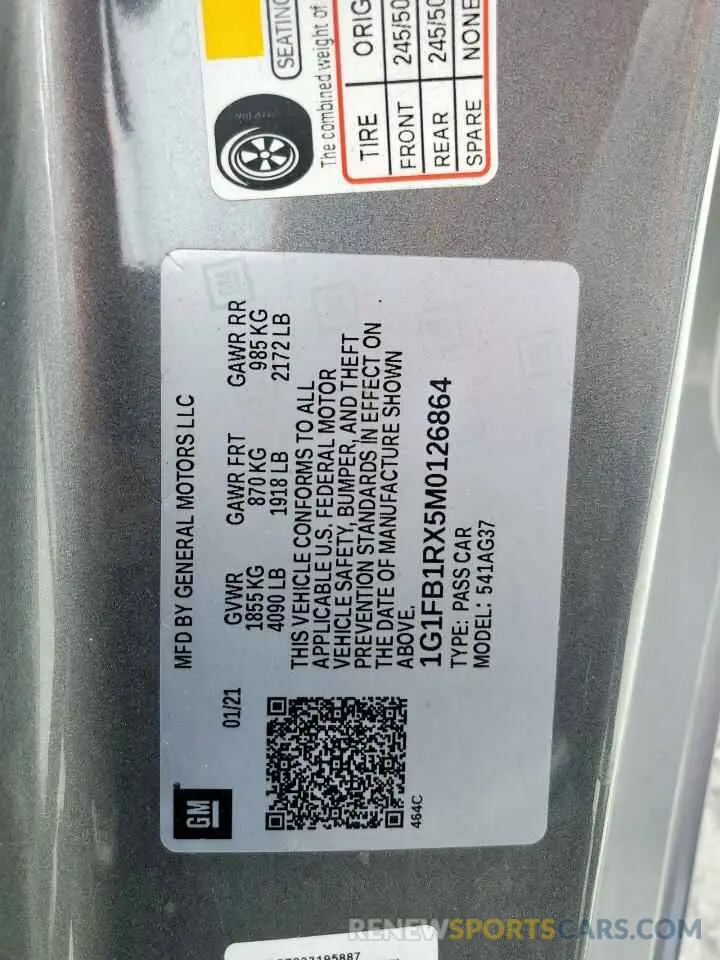 SEATING
The combined weight of
TIRE ORIG
FRONT 245/50
REAR 245/50
SPARE NONE
MFD BY GENERAL MOTORS LLC
01/21
GVWR GAWR FRT GAWR RR
1855 KG 870 KG 985 KG
4090 LB 1918 LB 2172 LB
THIS VEHICLE CONFORMS TO ALL
APPLICABLE U.S. FEDERAL MOTOR
VEHICLE SAFETY, BUMPER, AND THEFT
PREVENTION STANDARDS IN EFFECT ON
THE DATE OF MANUFACTURE SHOWN
ABOVE.
1G1FB1RX5M0126864
TYPE: PASS CAR
MODEL: 541AG37
GM
464C
RENEWSPORTSCARS.COM